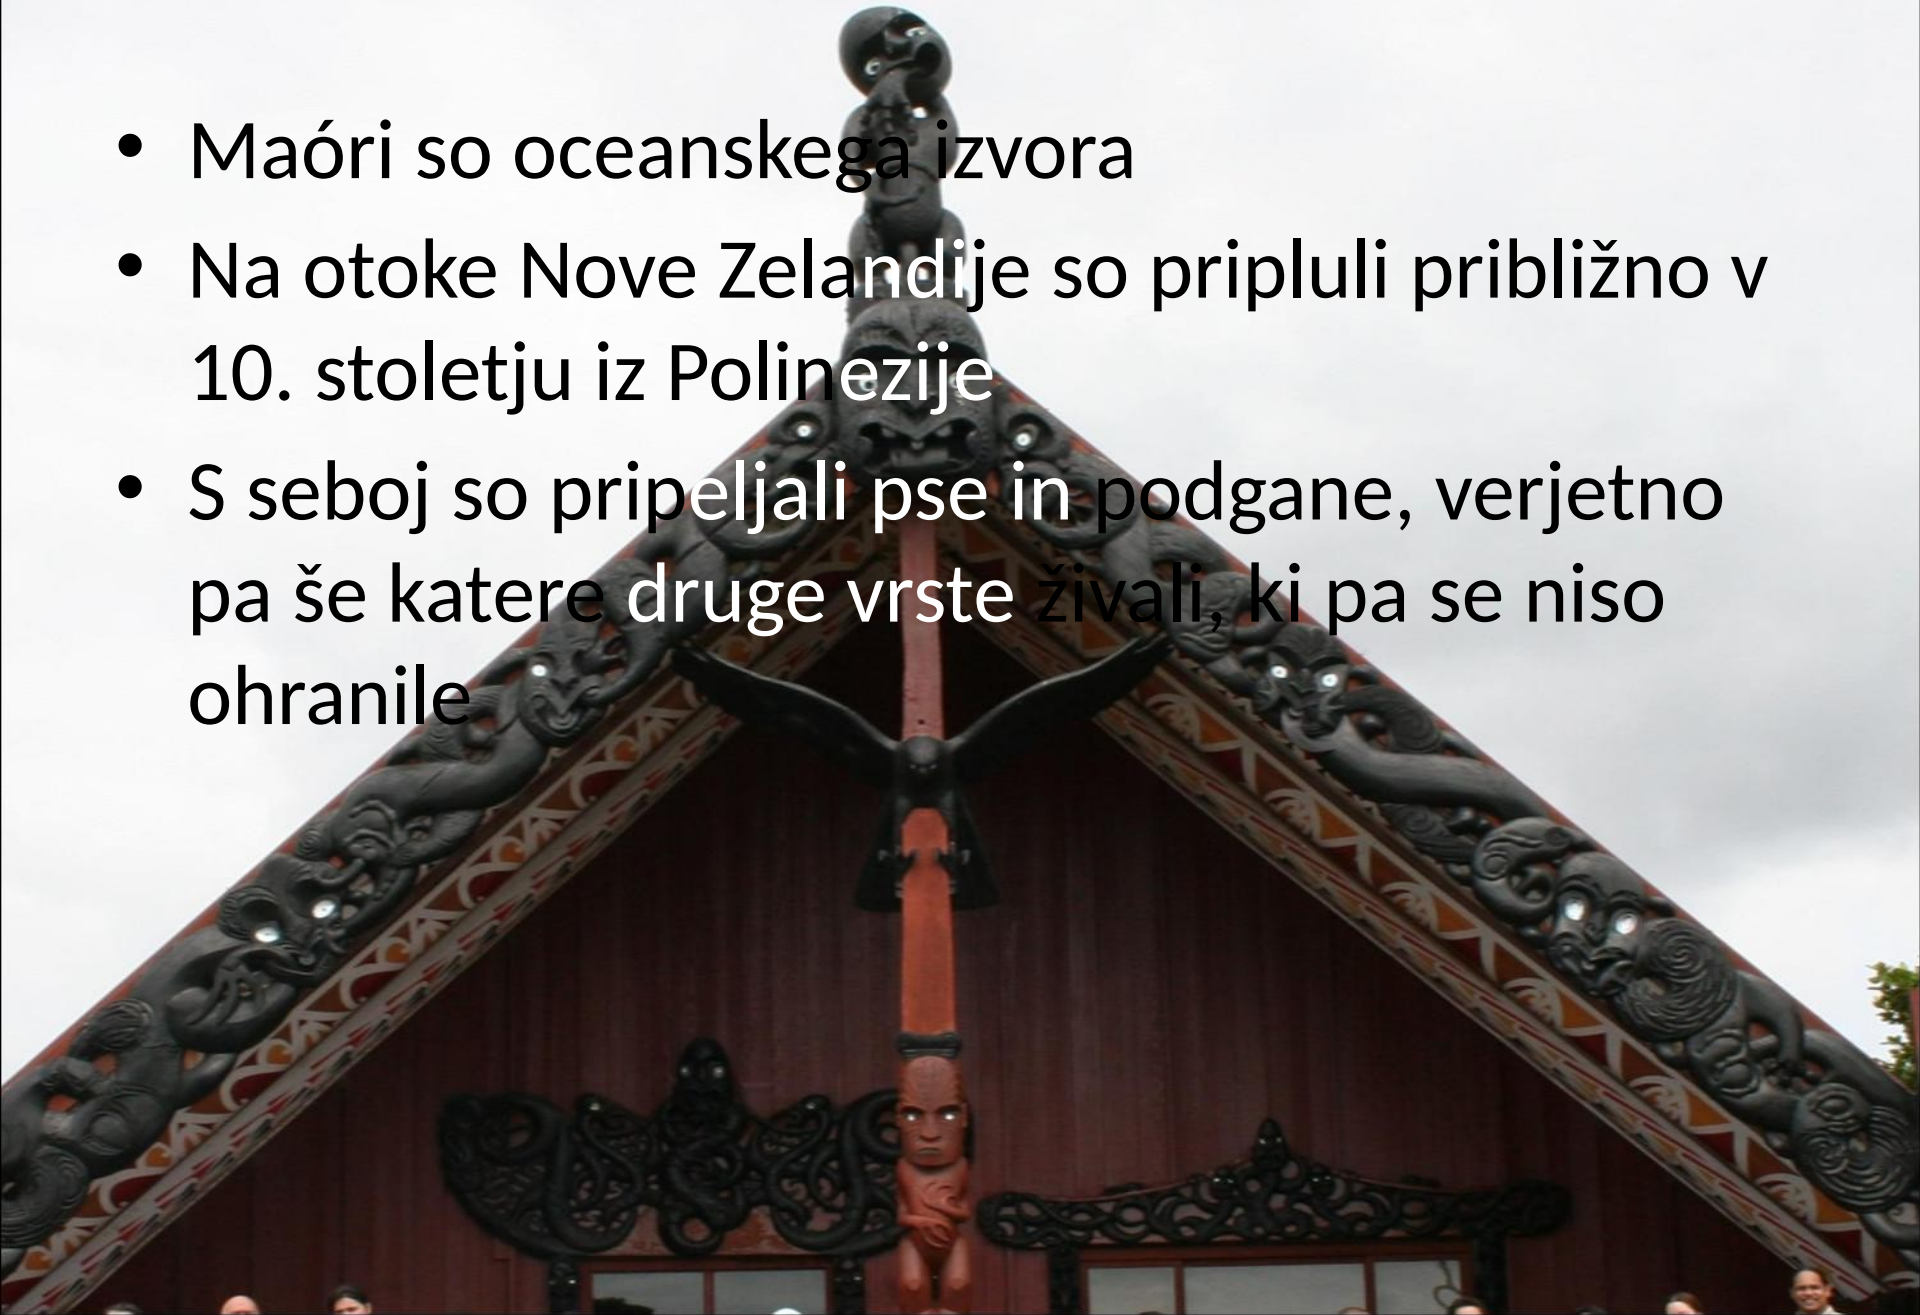 • Maóri so oceanskega izvora
• Na otoke Nove Zelandije so pripluli približno v
10. stoletju iz Polinezije
• S seboj so pripeljali pse in podgane, verjetno
pa še katere druge vrste živali, ki pa se niso
ohranile